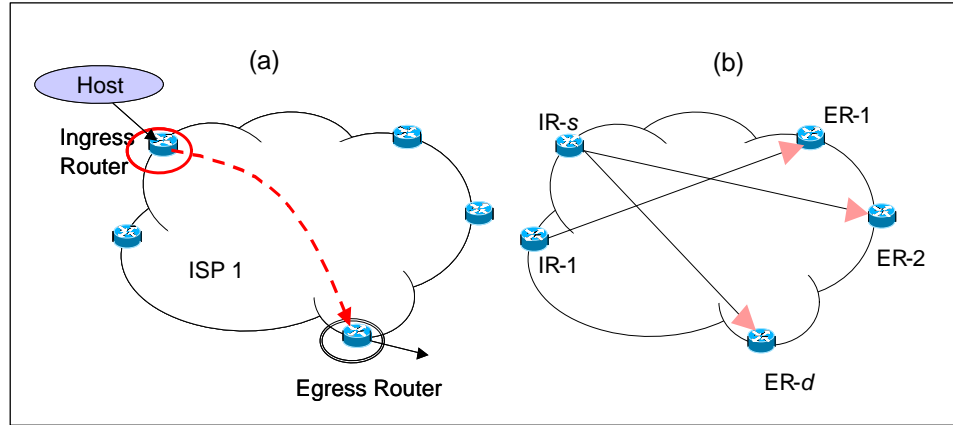 (a)
Host
Ingress
Router
ISP 1
Egress Router
(b)
IR-s
ER-1
IR-1
ER-2
ER-d